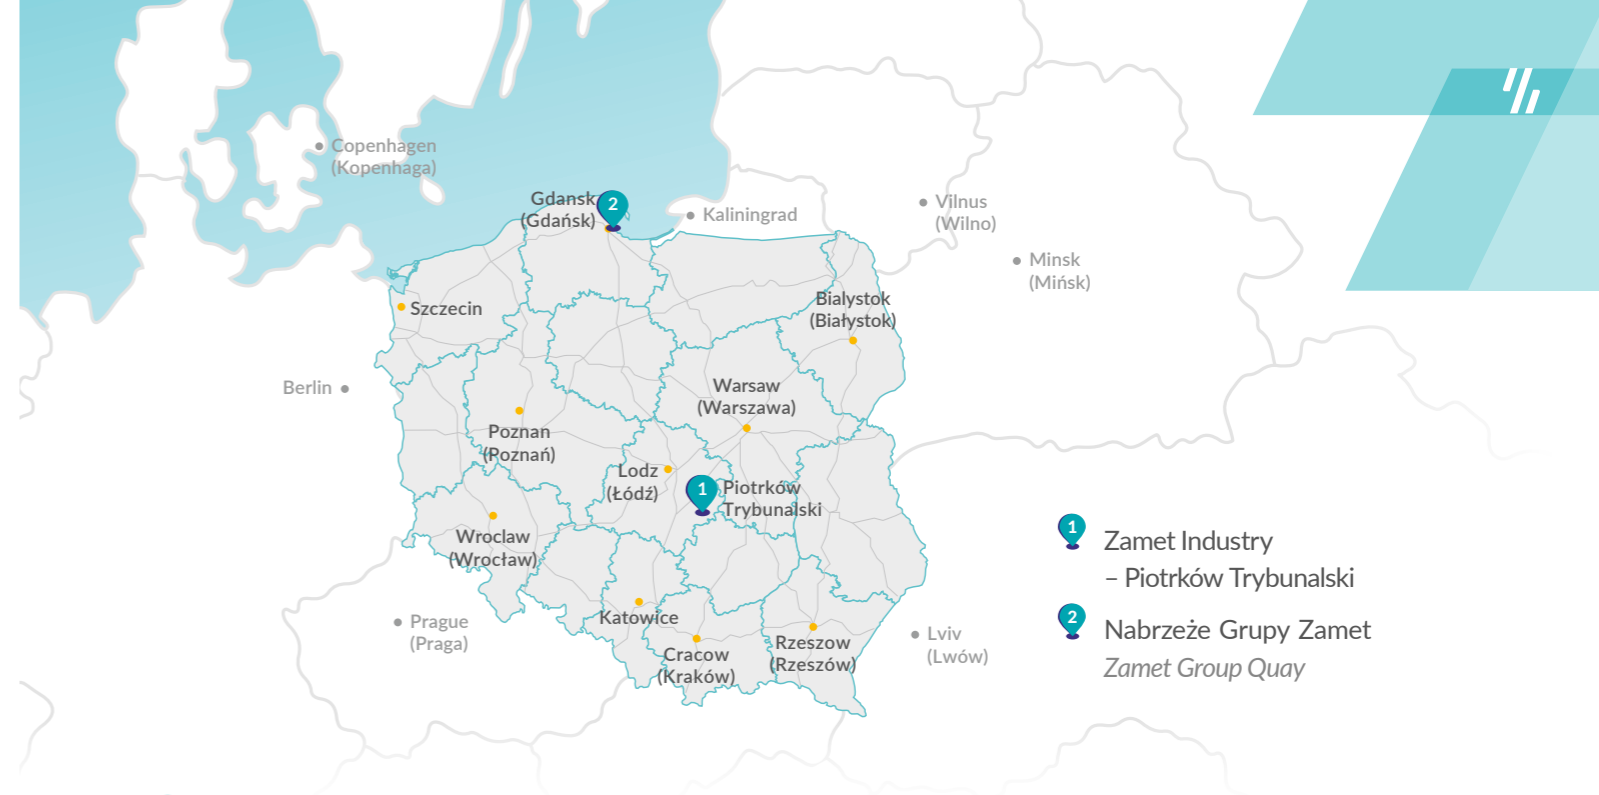 Copenhagen
(Kopenhaga)
Gdansk
(Gdańsk)
2
Kaliningrad
Vilnus
(Wilno)
Minsk
(Mińsk)
Szczecin
Bialystok
(Białystok)
Berlin
Warsaw
(Warszawa)
Poznan
(Poznań)
Lodz
(Łódź)
1
Piotrków
Trybunalski
Wroclaw
(Wrocław)
Katowice
Prague
(Praga)
Cracow
(Kraków)
Rzeszow
(Rzeszów)
Lviv
(Lwów)
1
Zamet Industry
– Piotrków Trybunalski
2
Nabrzeże Grupy Zamet
Zamet Group Quay